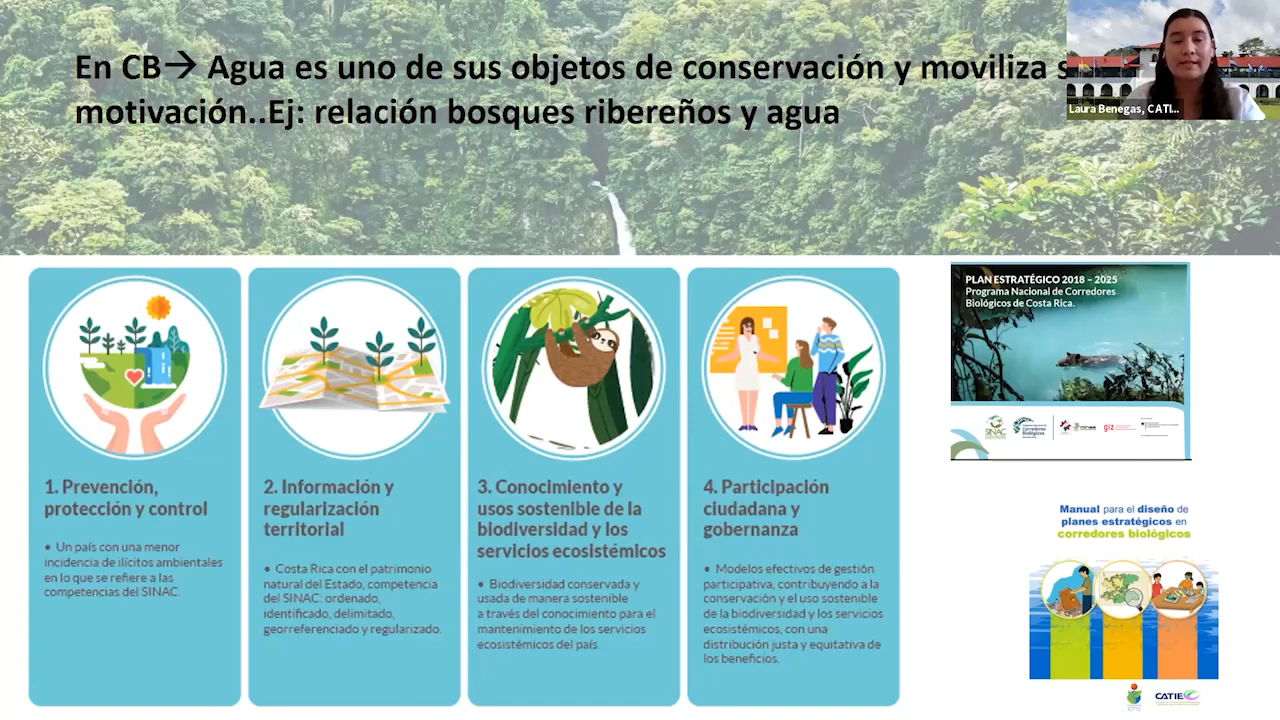 En CB→ Agua es uno de sus objetos de conservación y moviliza s
motivación..Ej: relación bosques ribereños y agua
Laura Benegas, CATI...
1. Prevención,
protección y control
• Un país con una menor
incidencia de ilícitos ambientales
en lo que se refiere a las
competencias del SINAC.
2. Información y
regularización
territorial
• Costa Rica con el patrimonio
natural del Estado, competencia
del SINAC: ordenado,
identificado, delimitado,
georreferenciado y regularizado.
3. Conocimiento y
usos sostenible de la
biodiversidad y los
servicios ecosistémicos
• Biodiversidad conservada y
usada de manera sostenible
a través del conocimiento para el
mantenimiento de los servicios
ecosistémicos del país.
4. Participación
ciudadana y
gobernanza
• Modelos efectivos de gestión
participativa, contribuyendo a la
conservación y el uso sostenible
de la biodiversidad y los servicios
ecosistémicos, con una
distribución justa y equitativa de
los beneficios.
PLAN ESTRATÉGICO 2018 – 2025
Programa Nacional de Corredores
Biológicos de Costa Rica.
SINAC
Corredores
Biológicos
minae
giz
Manual para el diseño de
planes estratégicos en
corredores biológicos
CATIE